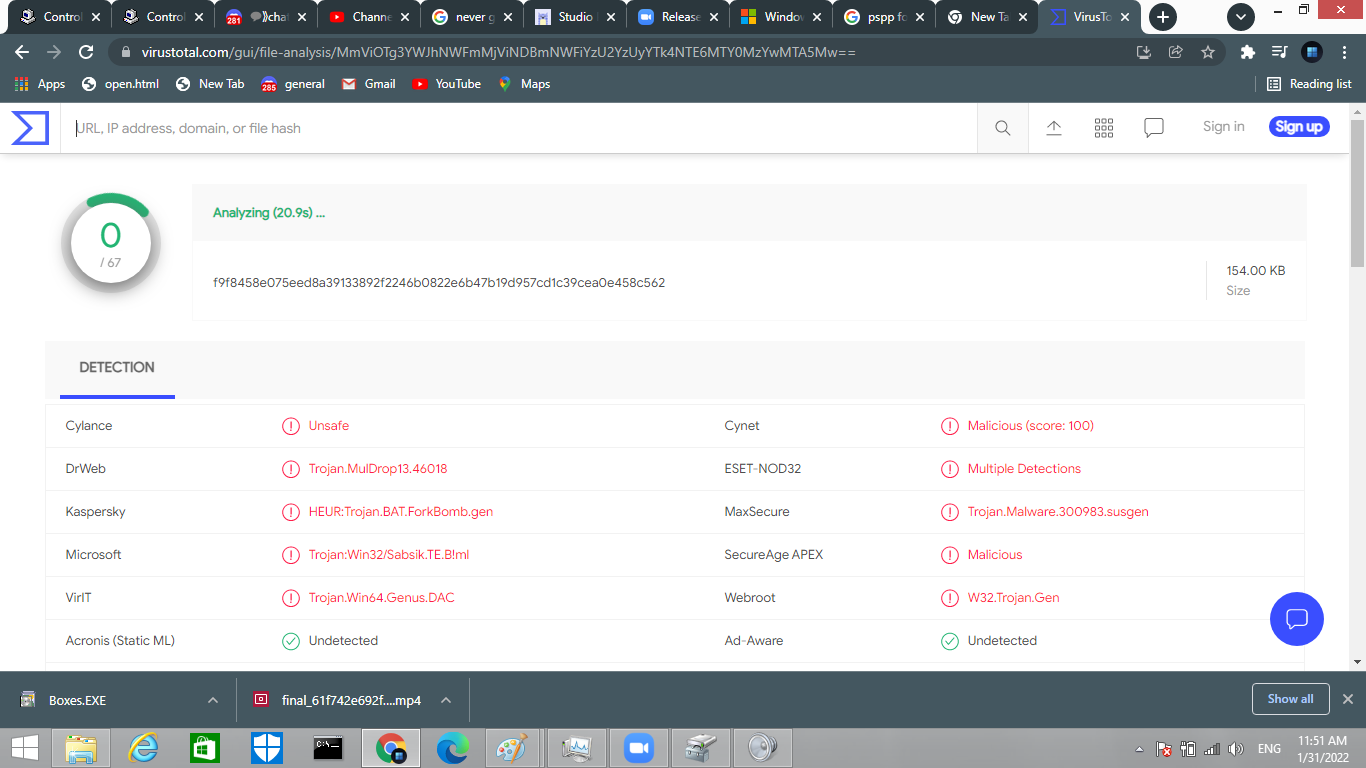 Control
Control
281
chat
Channe
never g
Studio
Release
Window
pspp fo
New Ta
VirusTo
virustotal.com/gui/file-analysis/MmViOTg3YWJhNWFmMjViNDBmNWFiYzU2YzUyYTk4NTE6MTY0MzYwMTA5Mw==
Apps
open.html
New Tab
285
general
Gmail
YouTube
Maps
Reading list
URL, IP address, domain, or file hash
Sign in
Sign up
0
/ 67
Analyzing (20.9s) ...
f9f8458e075eed8a39133892f2246b0822e6b47b19d957cd1c39cea0e458c562
154.00 KB
Size
DETECTION
Cylance
Unsafe
Cynet
Malicious (score: 100)
DrWeb
Trojan.MulDrop13.46018
ESET-NOD32
Multiple Detections
Kaspersky
HEUR:Trojan.BAT.ForkBomb.gen
MaxSecure
Trojan.Malware.300983.susgen
Microsoft
Trojan:Win32/Sabsik.TE.B!ml
SecureAge APEX
Malicious
VirIT
Trojan.Win64.Genus.DAC
Webroot
W32.Trojan.Gen
Acronis (Static ML)
Undetected
Ad-Aware
Undetected
Boxes.EXE
final_61f742e692f....mp4
Show all
ENG
11:51 AM
1/31/2022